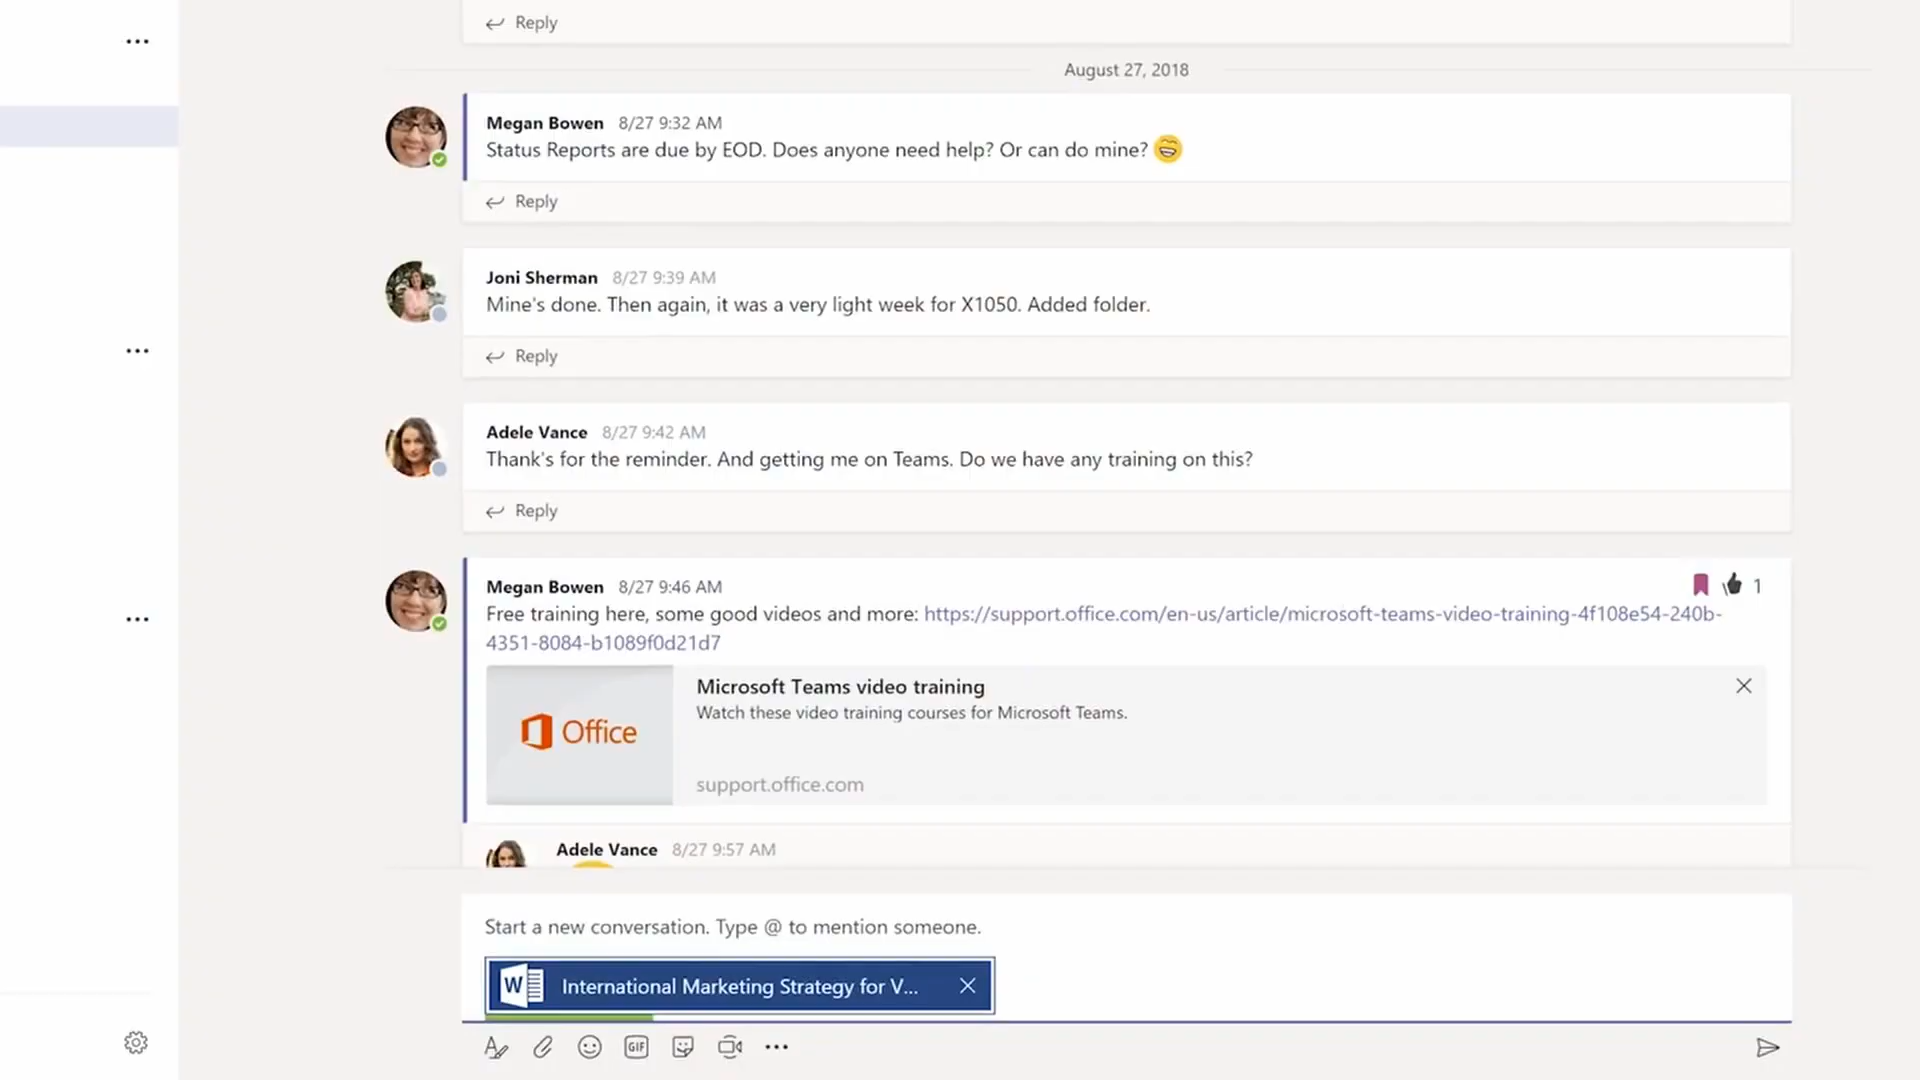 Reply
August 27, 2018
Megan Bowen 8/27 9:32 AM
Status Reports are due by EOD. Does anyone need help? Or can do mine? 😄
Reply
Joni Sherman 8/27 9:39 AM
Mine's done. Then again, it was a very light week for X1050. Added folder.
Reply
Adele Vance 8/27 9:42 AM
Thank's for the reminder. And getting me on Teams. Do we have any training on this?
Reply
Megan Bowen 8/27 9:46 AM 1
Free training here, some good videos and more: https://support.office.com/en-us/article/microsoft-teams-video-training-4f108e54-240b-
4351-8084-b1089f0d21d7
Office
Microsoft Teams video training
Watch these video training courses for Microsoft Teams.
support.office.com
Adele Vance 8/27 9:57 AM
Start a new conversation. Type @ to mention someone.
W International Marketing Strategy for V...
GIF